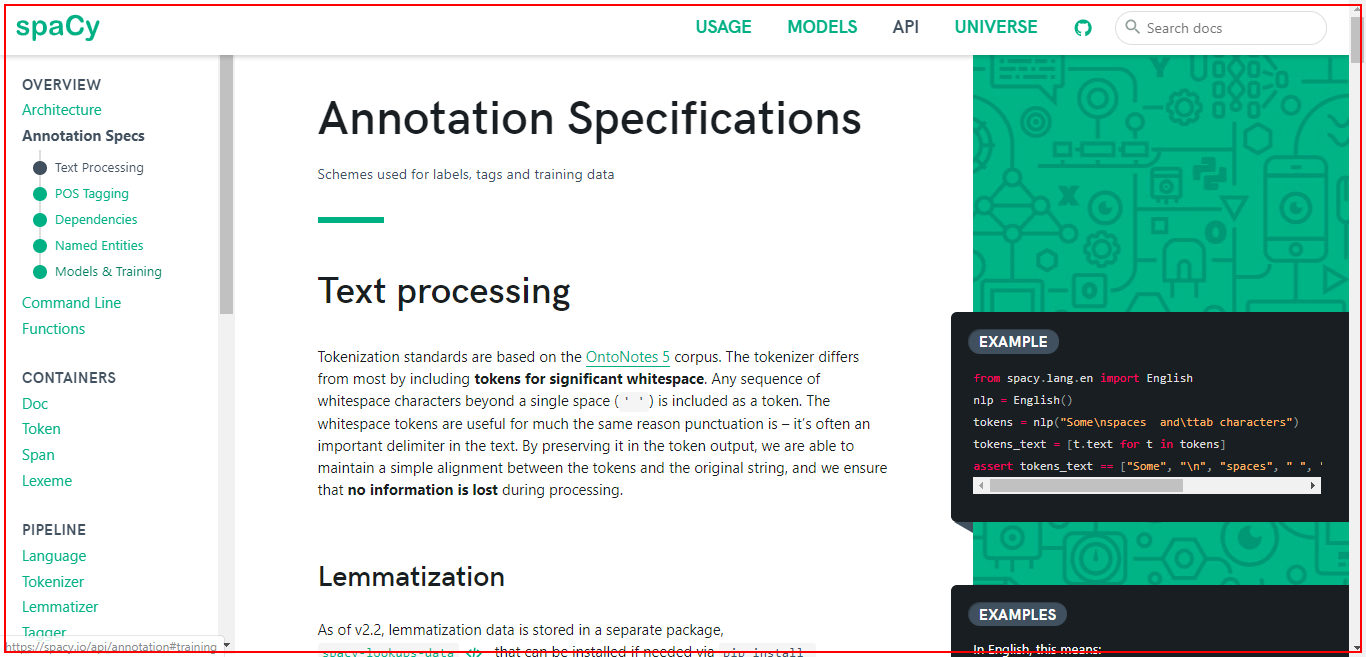 spaCy
USAGE MODELS API UNIVERSE Search docs
OVERVIEW
Architecture
Annotation Specs
Text Processing
POS Tagging
Dependencies
Named Entities
Models & Training
Command Line
Functions
CONTAINERS
Doc
Token
Span
Lexeme
PIPELINE
Language
Tokenizer
Lemmatizer
Tagger
https://spacy.io/api/annotation#training
Annotation Specifications
Schemes used for labels, tags and training data
Text processing
Tokenization standards are based on the OntoNotes 5 corpus. The tokenizer differs
from most by including tokens for significant whitespace. Any sequence of
whitespace characters beyond a single space (' ') is included as a token. The
whitespace tokens are useful for much the same reason punctuation is – it's often an
important delimiter in the text. By preserving it in the token output, we are able to
maintain a simple alignment between the tokens and the original string, and we ensure
that no information is lost during processing.
Lemmatization
As of v2.2, lemmatization data is stored in a separate package,
spacy-lookups-data </> that can be installed if needed via pip install
EXAMPLE
from spacy.lang.en import English
nlp = English()
tokens = nlp("Some\nspaces  and\ttab characters")
tokens_text = [t.text for t in tokens]
assert tokens_text == ["Some", "\n", "spaces", " ", '
EXAMPLES
In English, this means: